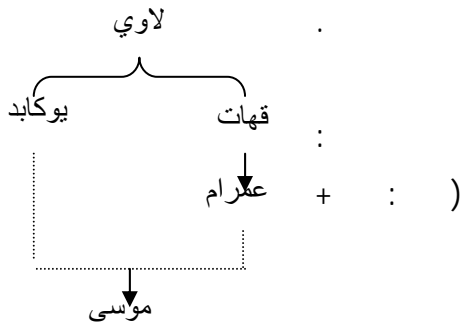 لاوي .
يوكابد قهات :
عمرام + : (
موسى